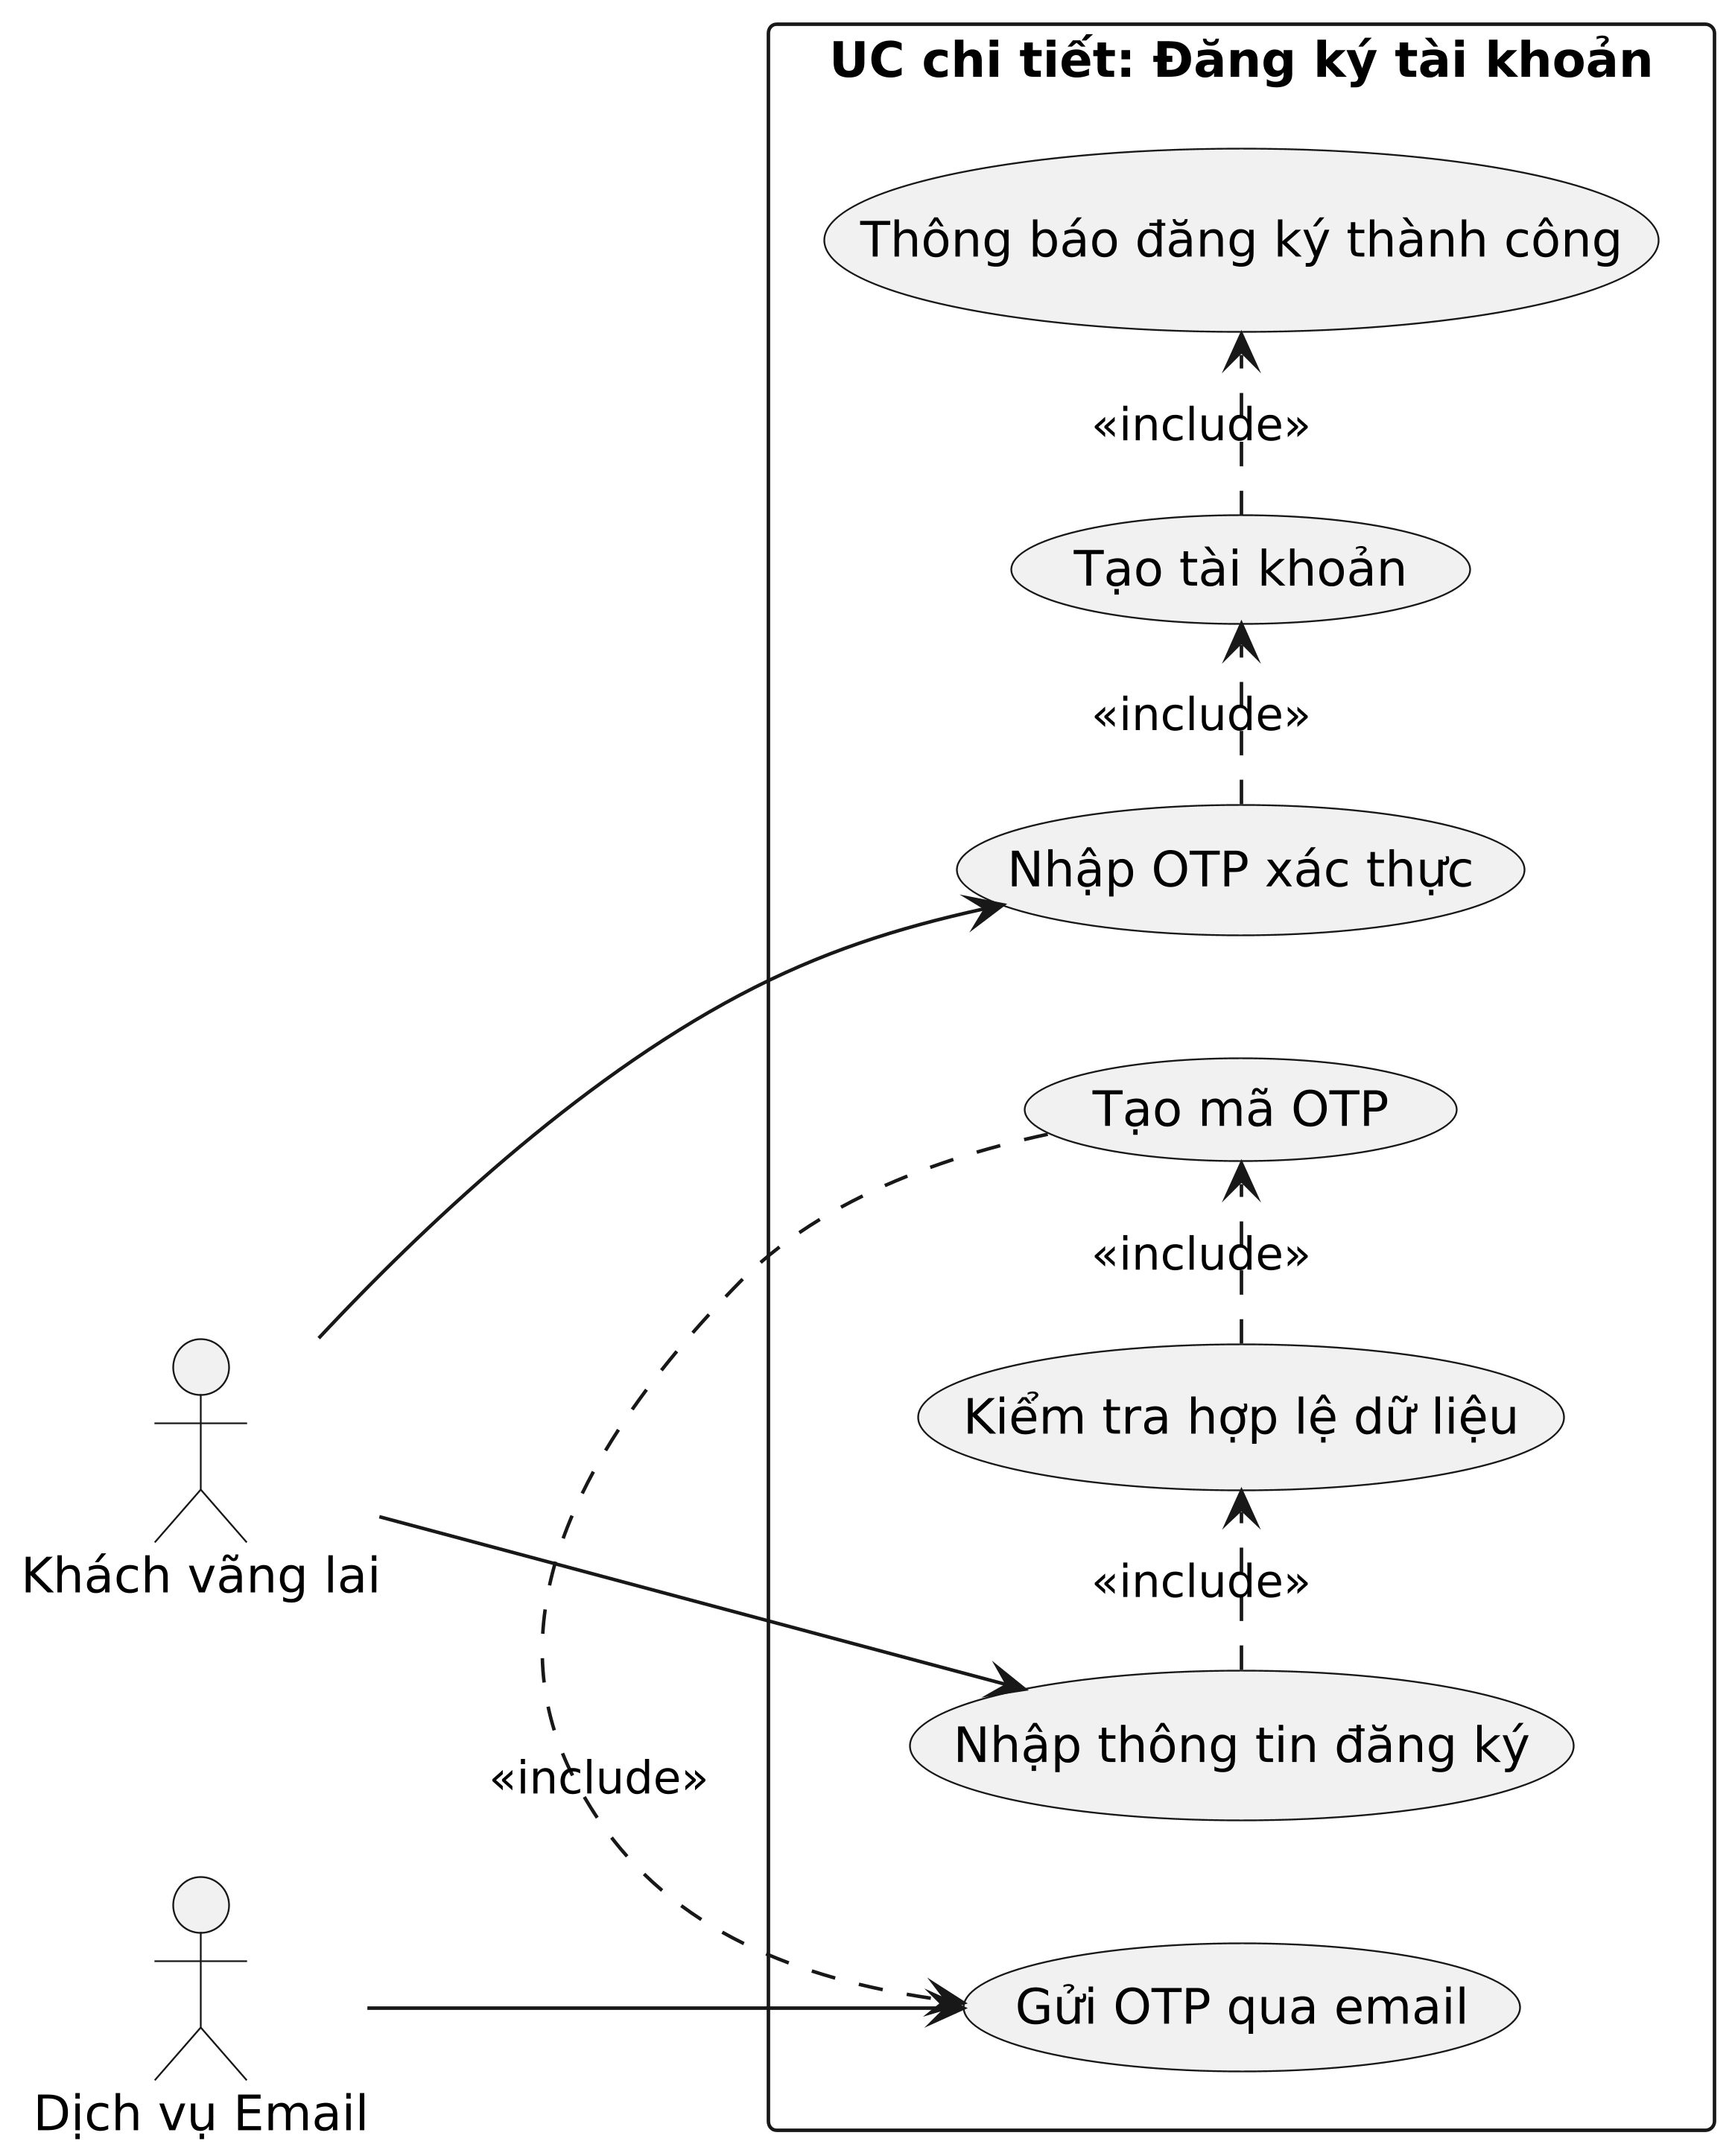 UC chi tiết: Đăng ký tài khoản
Thông báo đăng ký thành công
«include»
Tạo tài khoản
«include»
Nhập OTP xác thực
Tạo mã OTP
«include»
Kiểm tra hợp lệ dữ liệu
Khách vãng lai
«include»
Nhập thông tin đăng ký
«include»
Gửi OTP qua email
Dịch vụ Email